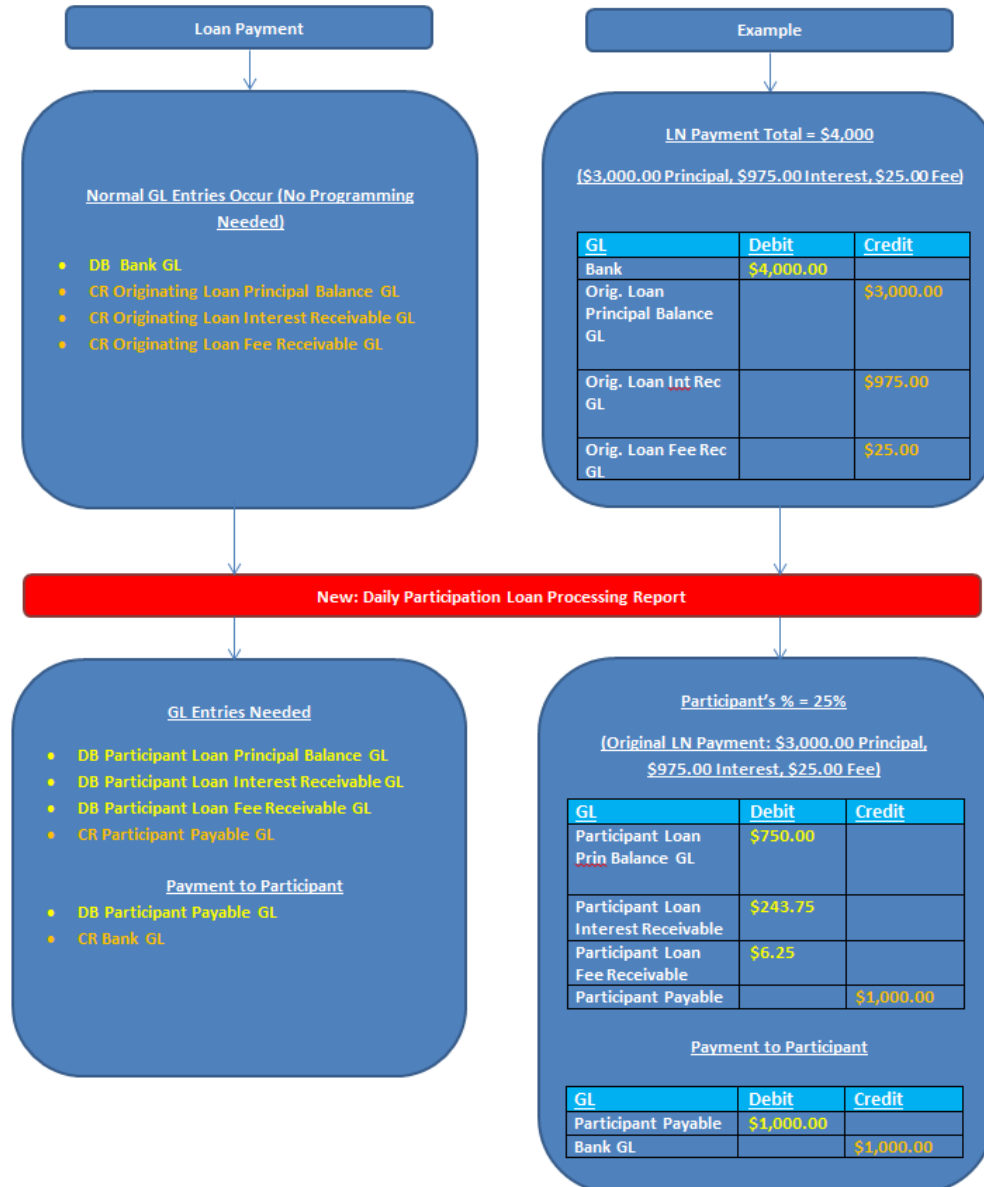 Loan Payment
Example
Normal GL Entries Occur (No Programming
Needed)
• DB Bank GL
• CR Originating Loan Principal Balance GL
• CR Originating Loan Interest Receivable GL
• CR Originating Loan Fee Receivable GL
LN Payment Total = $4,000
($3,000.00 Principal, $975.00 Interest, $25.00 Fee)
GL Debit Credit
Bank $4,000.00
Orig. Loan $3,000.00
Principal Balance
GL
Orig. Loan Int Rec $975.00
GL
Orig. Loan Fee Rec $25.00
GL
New: Daily Participation Loan Processing Report
GL Entries Needed
• DB Participant Loan Principal Balance GL
• DB Participant Loan Interest Receivable GL
• DB Participant Loan Fee Receivable GL
• CR Participant Payable GL
Payment to Participant
• DB Participant Payable GL
• CR Bank GL
Participant's % = 25%
(Original LN Payment: $3,000.00 Principal,
$975.00 Interest, $25.00 Fee)
GL Debit Credit
Participant Loan $750.00
Prin Balance GL
Participant Loan $243.75
Interest Receivable
Participant Loan $6.25
Fee Receivable
Participant Payable $1,000.00
Payment to Participant
GL Debit Credit
Participant Payable $1,000.00
Bank GL $1,000.00